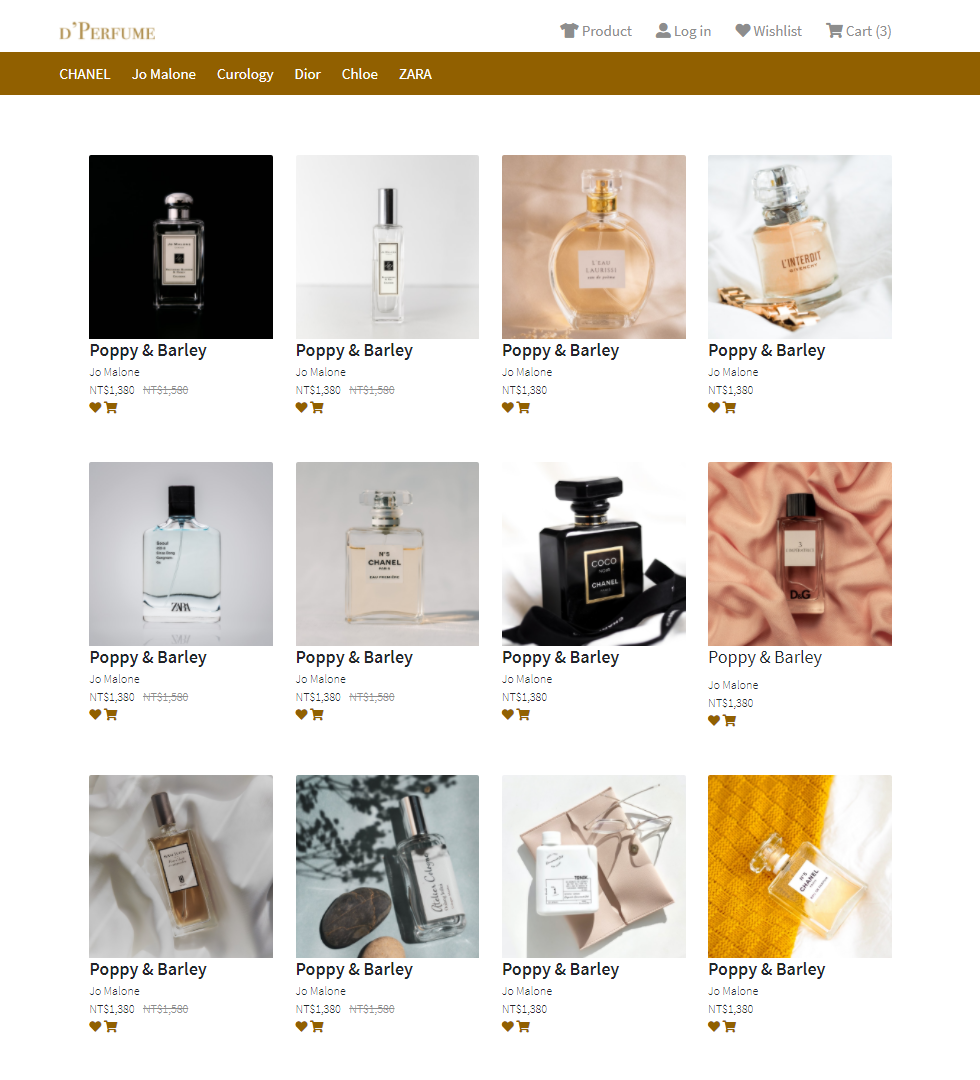 D'PERFUME
Product Log in Wishlist Cart (3)
CHANEL Jo Malone Curology Dior Chloe ZARA
JO MALONE
L'EAU
LAURISSI
L'INTERDIT
GIVENCHY
Poppy & Barley Poppy & Barley Poppy & Barley Poppy & Barley
Jo Malone Jo Malone Jo Malone Jo Malone
NT$1,380 NT$1,580 NT$1,380 NT$1,580 NT$1,380 NT$1,380
Seoul
ZARA
N°5
CHANEL
PARIS
EAU PREMIÈRE
COCO
NOIR
CHANEL
3
L'IMPÉRATRICE
D&G
Poppy & Barley Poppy & Barley Poppy & Barley Poppy & Barley
Jo Malone Jo Malone Jo Malone Jo Malone
NT$1,380 NT$1,580 NT$1,380 NT$1,580 NT$1,380 NT$1,380
Atelier Cologne
N°5
CHANEL
Poppy & Barley Poppy & Barley Poppy & Barley Poppy & Barley
Jo Malone Jo Malone Jo Malone Jo Malone
NT$1,380 NT$1,580 NT$1,380 NT$1,580 NT$1,380 NT$1,380